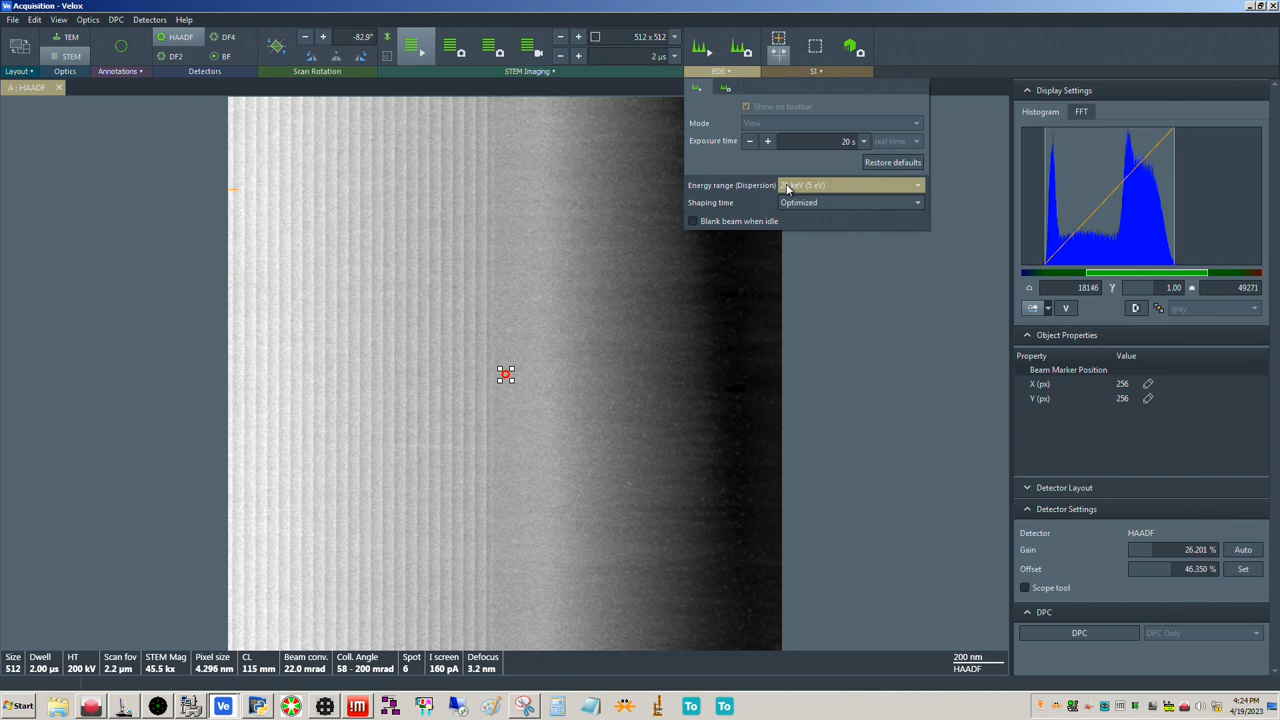 Acquisition - Velox
File Edit View Optics DPC Detectors Help
TEM HAADF DF4 -82.9° 512 x 512
STEM DF2 BF 2 µs
Layout Optics Annotations Detectors Scan Rotation STEM Imaging EDS SI
A : HAADF
Show on toolbar
Mode View
Exposure time 20 s real time
Restore defaults
Energy range (Dispersion) keV (5 eV)
Shaping time Optimized
Blank beam when idle
Display Settings
Histogram FFT
18146 γ 1.00 49271
V D gray
Object Properties
Property Value
Beam Marker Position
X (px) 256
Y (px) 256
Detector Layout
Detector Settings
Detector HAADF
Gain 26.201 % Auto
Offset 46.350 % Set
Scope tool
DPC
DPC DPC Only
Size Dwell HT Scan fov STEM Mag Pixel size CL Beam conv. Coll. Angle Spot I screen Defocus 200 nm
512 2.00 µs 200 kV 2.2 µm 45.5 kx 4.296 nm 115 mm 22.0 mrad 58 - 200 mrad 6 160 pA 3.2 nm HAADF
Start Ve !m To To
4:24 PM
4/19/2023